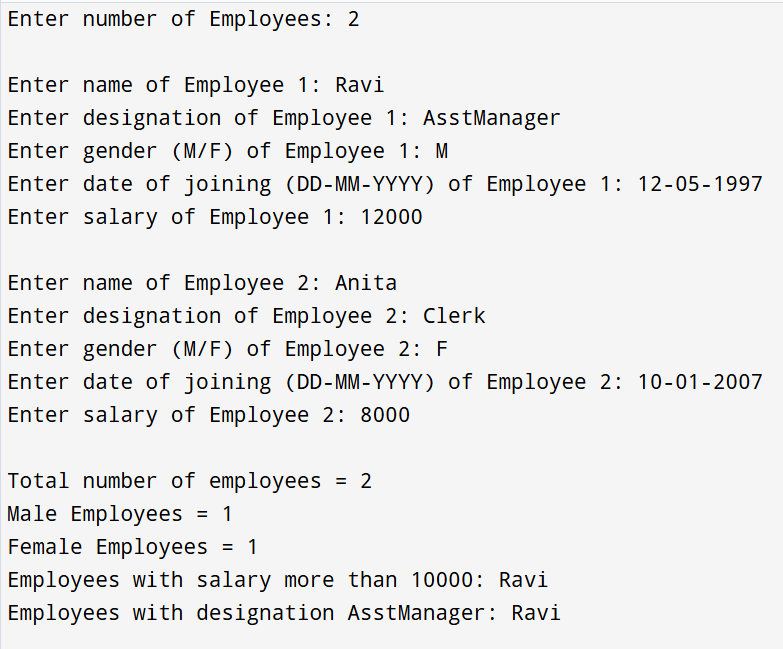 Enter number of Employees: 2
Enter name of Employee 1: Ravi
Enter designation of Employee 1: AsstManager
Enter gender (M/F) of Employee 1: M
Enter date of joining (DD-MM-YYYY) of Employee 1: 12-05-1997
Enter salary of Employee 1: 12000
Enter name of Employee 2: Anita
Enter designation of Employee 2: Clerk
Enter gender (M/F) of Employee 2: F
Enter date of joining (DD-MM-YYYY) of Employee 2: 10-01-2007
Enter salary of Employee 2: 8000
Total number of employees = 2
Male Employees = 1
Female Employees = 1
Employees with salary more than 10000: Ravi
Employees with designation AsstManager: Ravi